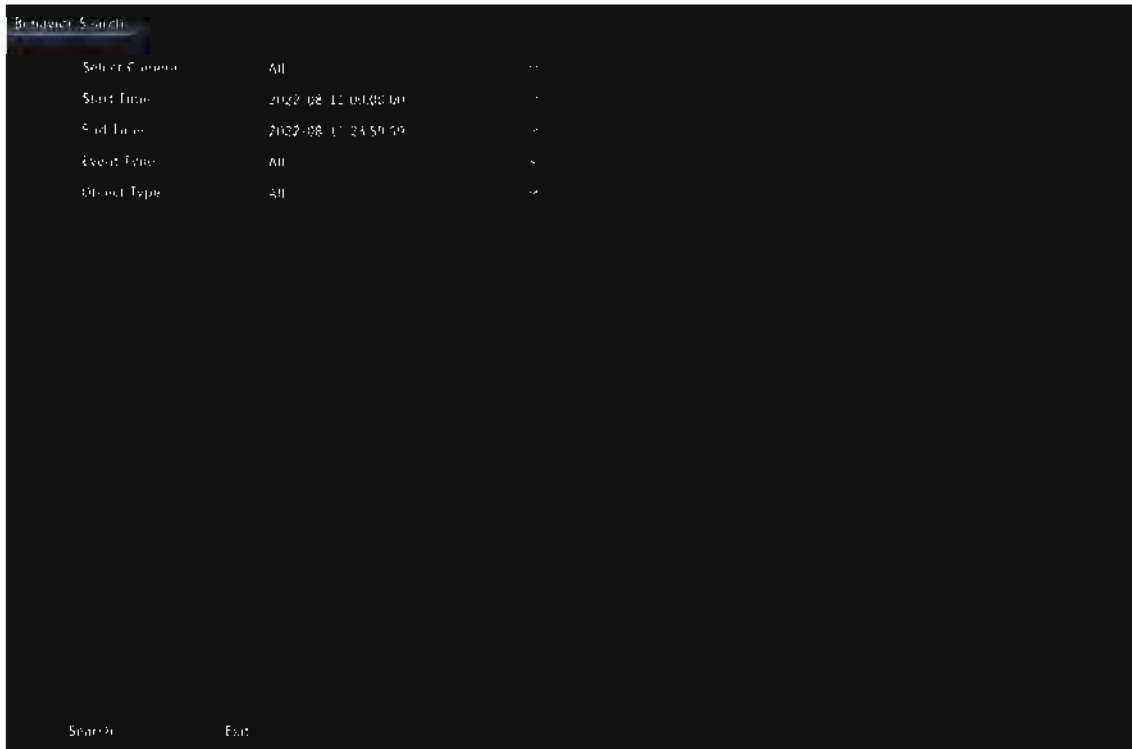 Behavior Search
Select Camera All
Start Time 2022-08-11 00:00:00
End Time 2022-08-11 23:59:59
Event Type All
Object Type All
Search Exit